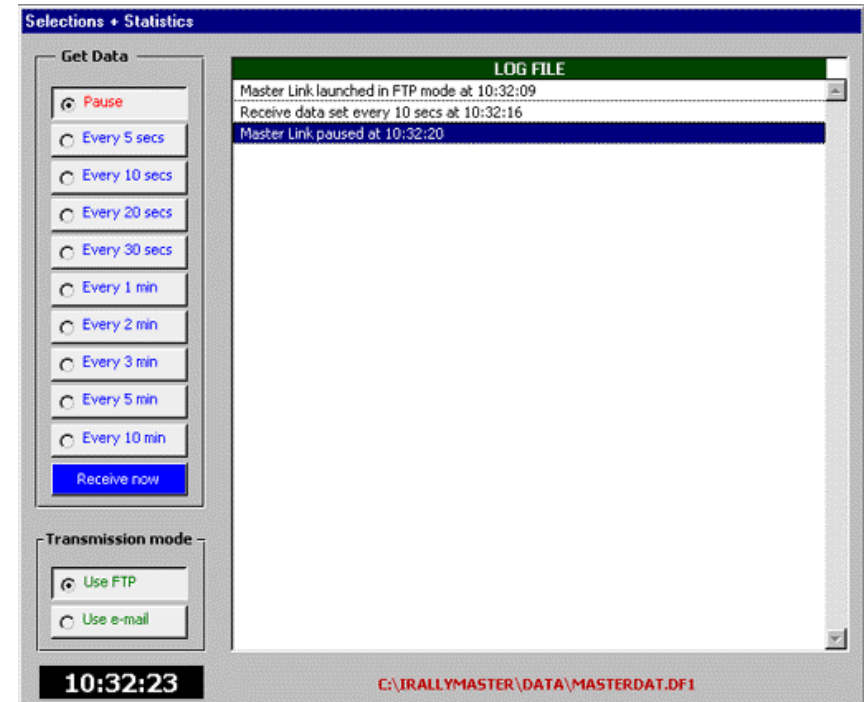 Selections + Statistics
Get Data
Pause
Every 5 secs
Every 10 secs
Every 20 secs
Every 30 secs
Every 1 min
Every 2 min
Every 3 min
Every 5 min
Every 10 min
Receive now
Transmission mode
Use FTP
Use e-mail
10:32:23
LOG FILE
Master Link launched in FTP mode at 10:32:09
Receive data set every 10 secs at 10:32:16
Master Link paused at 10:32:20
C:\IRALLYMASTER\DATA\MASTERDAT.DF1